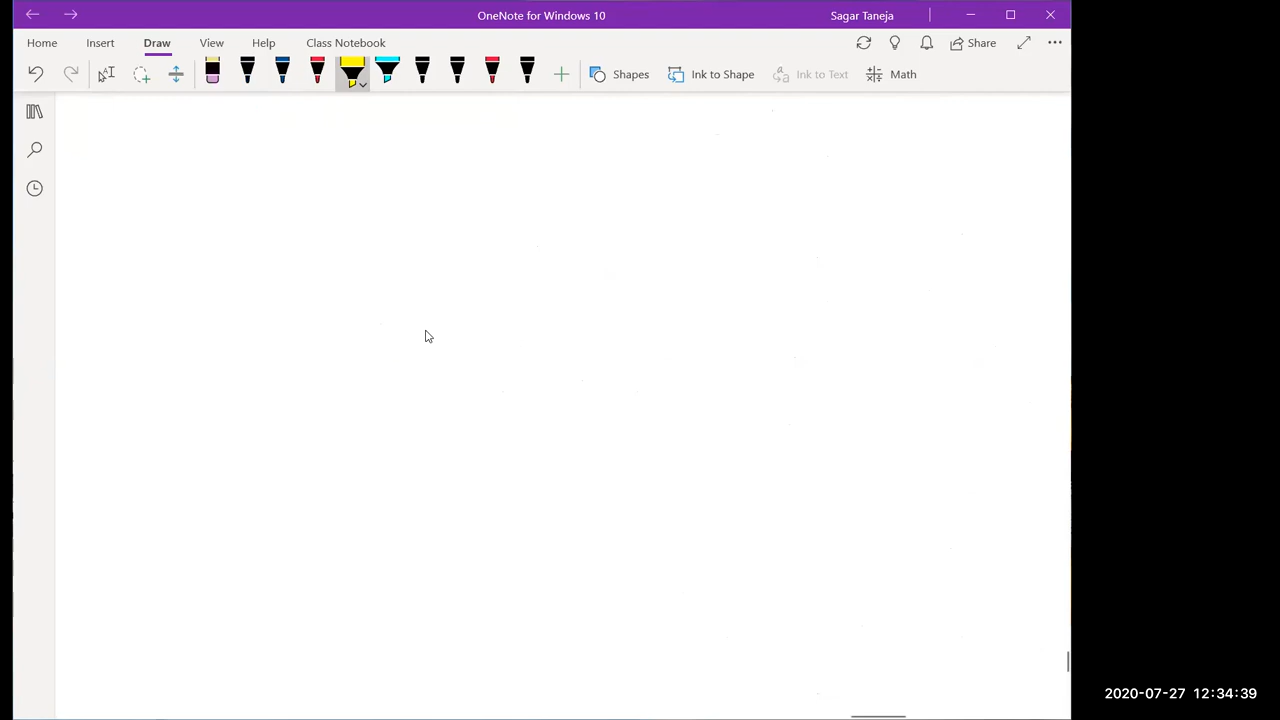 OneNote for Windows 10
Sagar Taneja
Home Insert Draw View Help Class Notebook
Share
Shapes Ink to Shape Ink to Text Math
2020-07-27 12:34:39